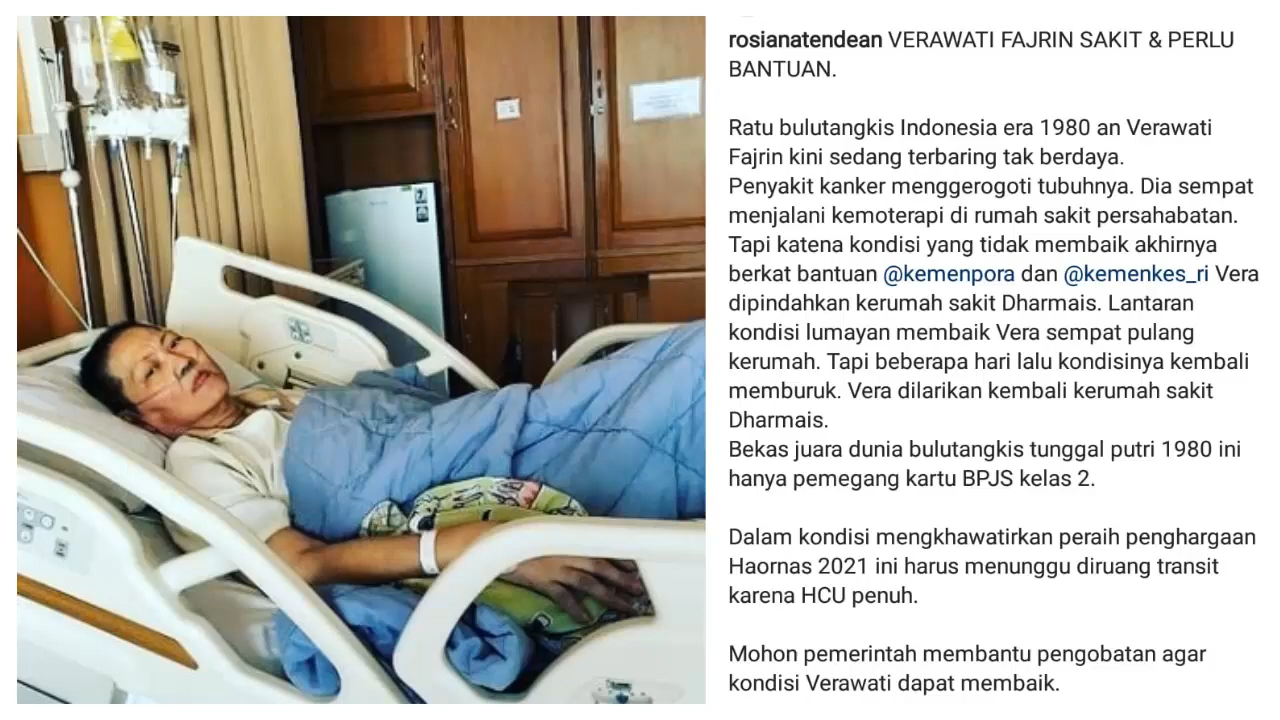 rosianatendean VERAWATI FAJRIN SAKIT & PERLU
BANTUAN.
Ratu bulutangkis Indonesia era 1980 an Verawati
Fajrin kini sedang terbaring tak berdaya.
Penyakit kanker menggerogoti tubuhnya. Dia sempat
menjalani kemoterapi di rumah sakit persahabatan.
Tapi katena kondisi yang tidak membaik akhirnya
berkat bantuan @kemenpora dan @kemenkes_ri Vera
dipindahkan kerumah sakit Dharmais. Lantaran
kondisi lumayan membaik Vera sempat pulang
kerumah. Tapi beberapa hari lalu kondisinya kembali
memburuk. Vera dilarikan kembali kerumah sakit
Dharmais.
Bekas juara dunia bulutangkis tunggal putri 1980 ini
hanya pemegang kartu BPJS kelas 2.
Dalam kondisi mengkhawatirkan peraih penghargaan
Haornas 2021 ini harus menunggu diruang transit
karena HCU penuh.
Mohon pemerintah membantu pengobatan agar
kondisi Verawati dapat membaik.